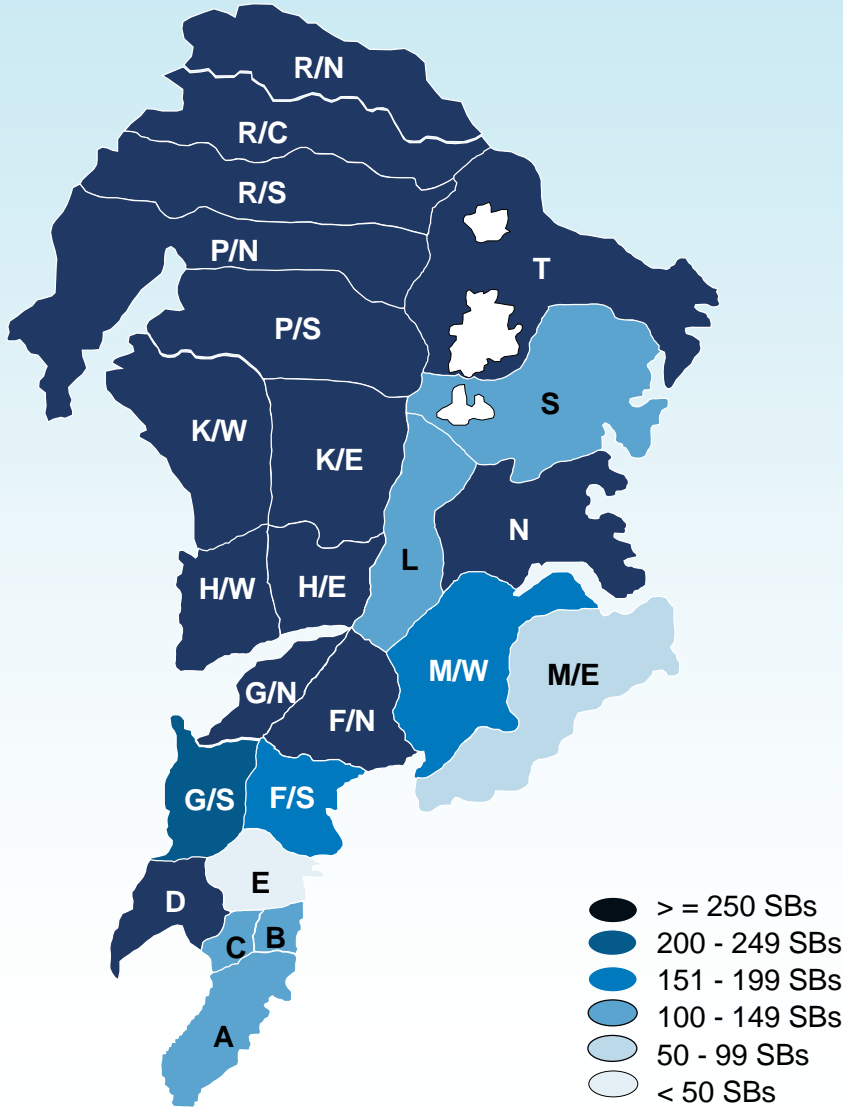 R/N
R/C
R/S
P/N
T
P/S
S
K/W
K/E
N
L
H/W
H/E
M/W
M/E
G/N
F/N
G/S
F/S
E
D
B
C
A
> = 250 SBs
200 - 249 SBs
151 - 199 SBs
100 - 149 SBs
50 - 99 SBs
< 50 SBs